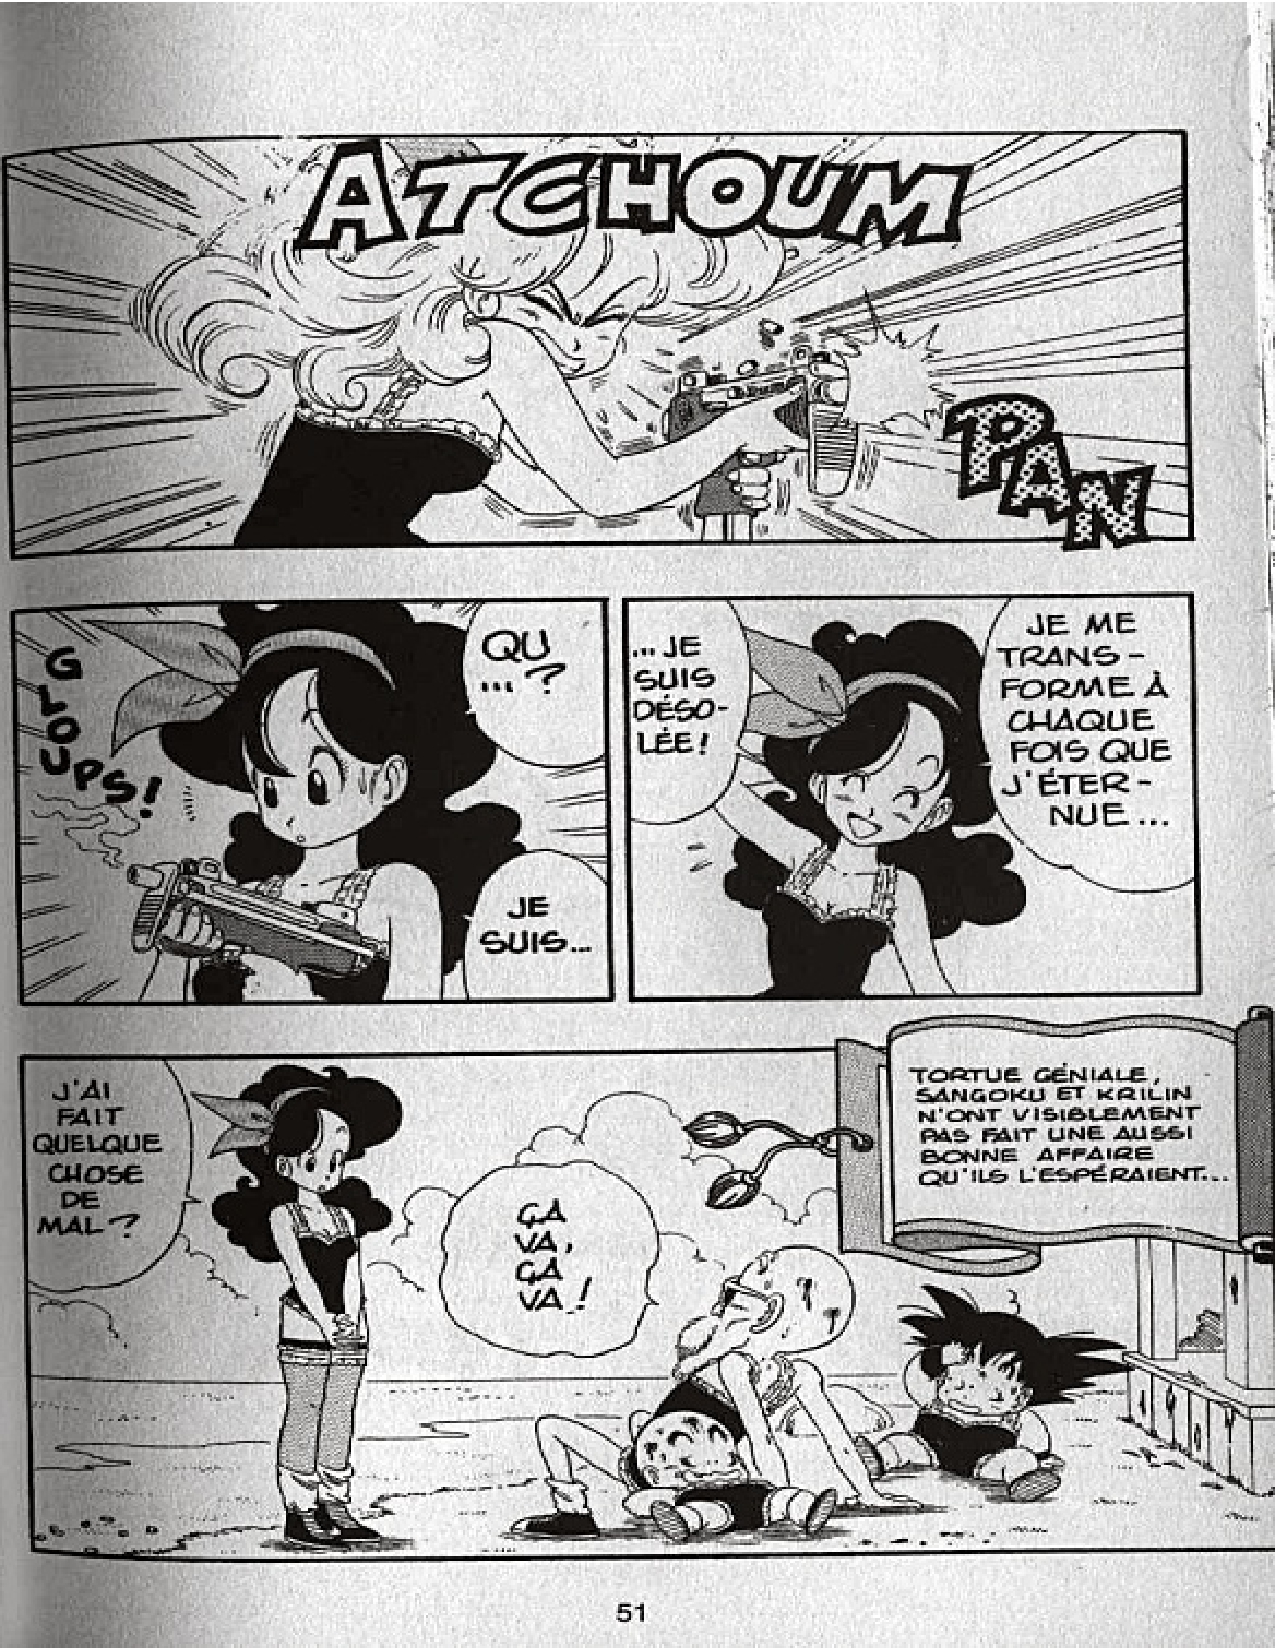 ATCHOUM
PAN
GLOUPS!
QU
...?
JE
SUIS...
...JE
SUIS
DÉSO-
LÉE!
JE ME
TRANS-
FORME À
CHAQUE
FOIS QUE
J'ÉTER-
NUE...
J'AI
FAIT
QUELQUE
CHOSE
DE
MAL?
ÇA
VA,
ÇA
VA!
TORTUE GÉNIALE,
SANGOKU ET KRILIN
N'ONT VISIBLEMENT
PAS FAIT UNE AUSSI
BONNE AFFAIRE
QU'ILS L'ESPÉRAIENT...
51